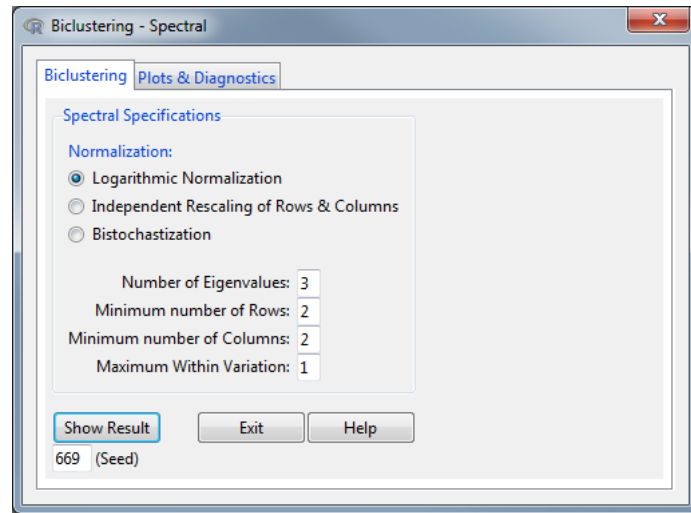 Biclustering - Spectral
Biclustering Plots & Diagnostics
Spectral Specifications
Normalization:
Logarithmic Normalization
Independent Rescaling of Rows & Columns
Bistochastization
Number of Eigenvalues: 3
Minimum number of Rows: 2
Minimum number of Columns: 2
Maximum Within Variation: 1
Show Result Exit Help
669 (Seed)